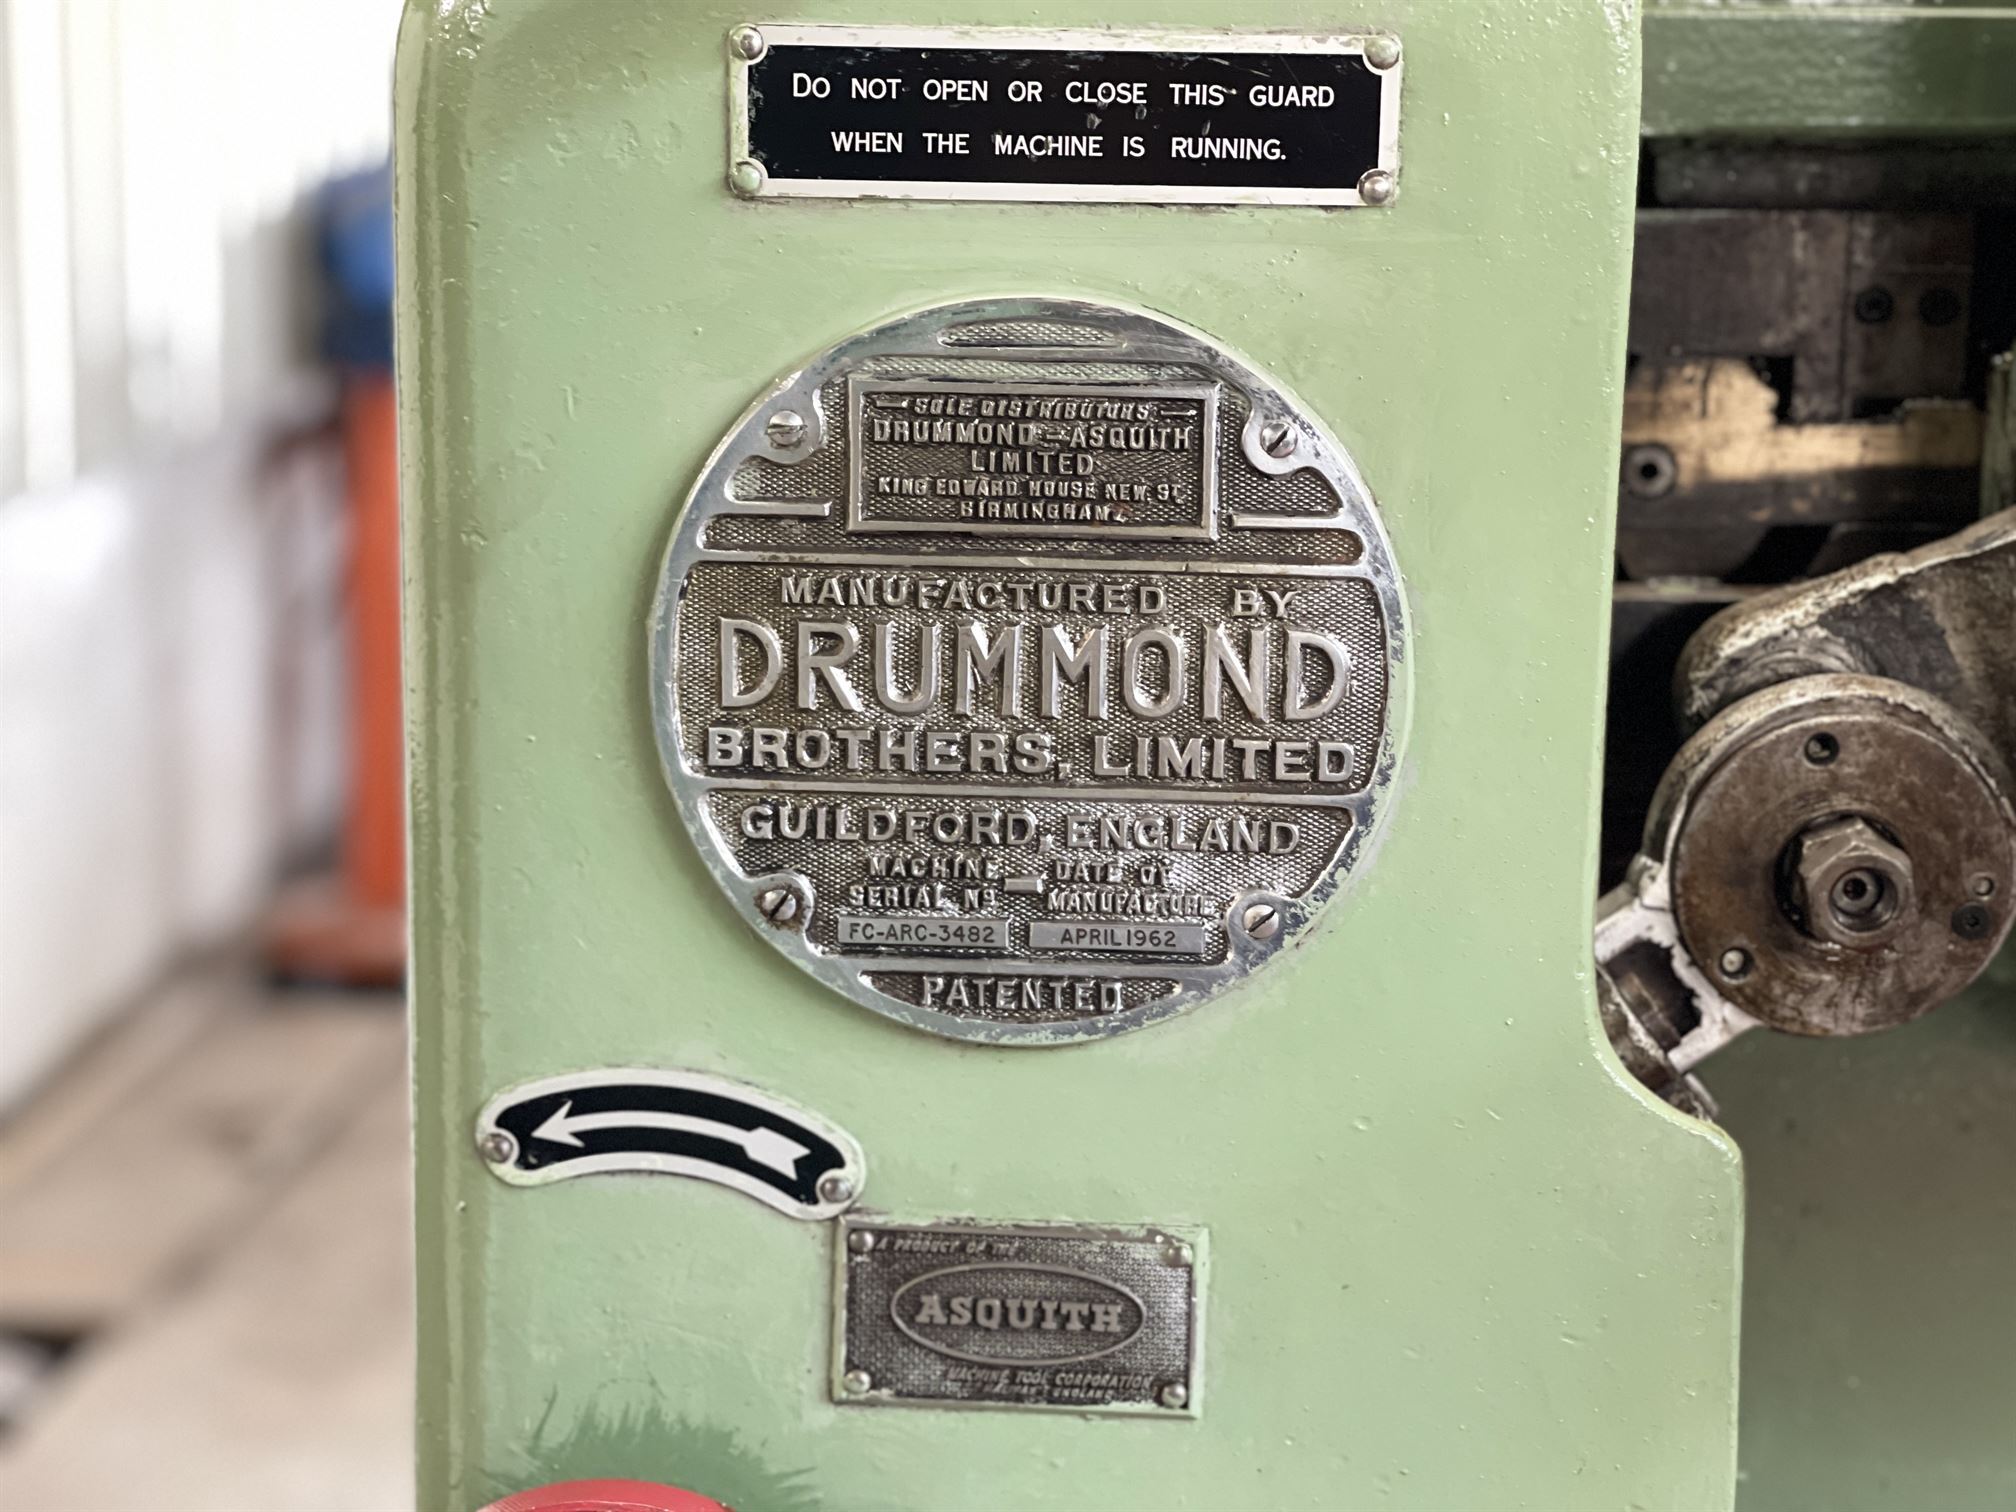 DO NOT OPEN OR CLOSE THIS GUARD
WHEN THE MACHINE IS RUNNING.
SOLE DISTRIBUTORS
DRUMMOND-ASQUITH
LIMITED
KING EDWARD HOUSE NEW ST.
BIRMINGHAM 2
MANUFACTURED BY
DRUMMOND
BROTHERS, LIMITED
GUILDFORD, ENGLAND
MACHINE
SERIAL Nº
DATE OF
MANUFACTURE
FC-ARC-3482
APRIL 1962
PATENTED
A PRODUCT OF THE
ASQUITH
MACHINE TOOL CORPORATION
ENGLAND